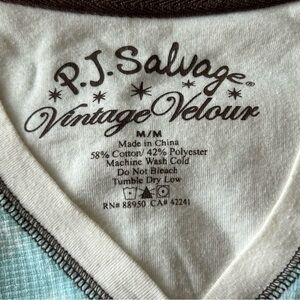 P.J. Salvage®
Vintage Velour
M/M
Made in China
58% Cotton/ 42% Polyester
Machine Wash Cold
Do Not Bleach
Tumble Dry Low
RN# 88950 CA# 42241